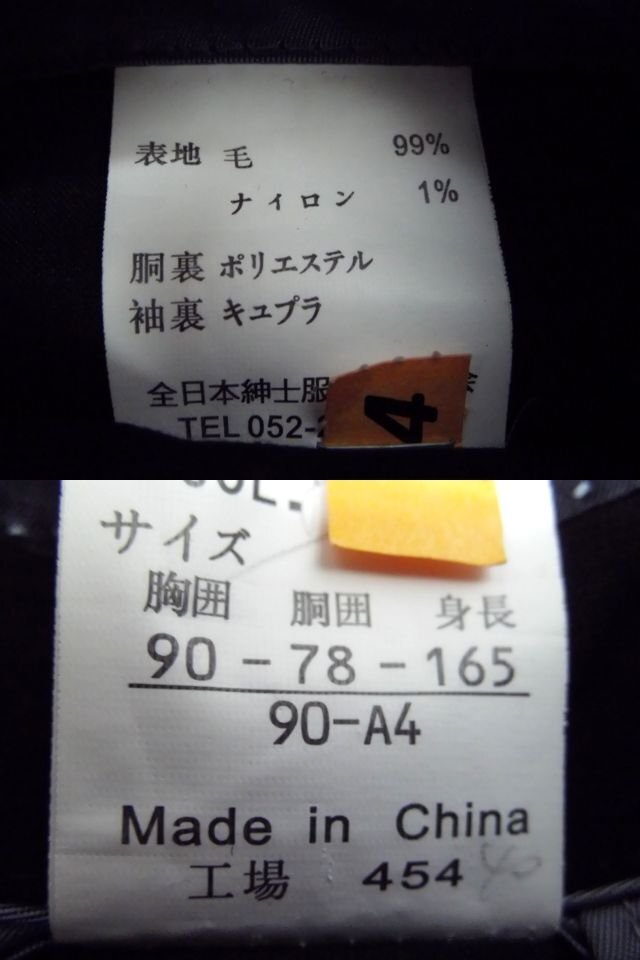 表地 毛 99%
ナイロン 1%
胴裏 ポリエステル
袖裏 キュプラ
全日本紳士服
TEL 052-2
4
サイズ
胸囲 胴囲 身長
90-78-165
90-A4
Made in China
工場 454 40